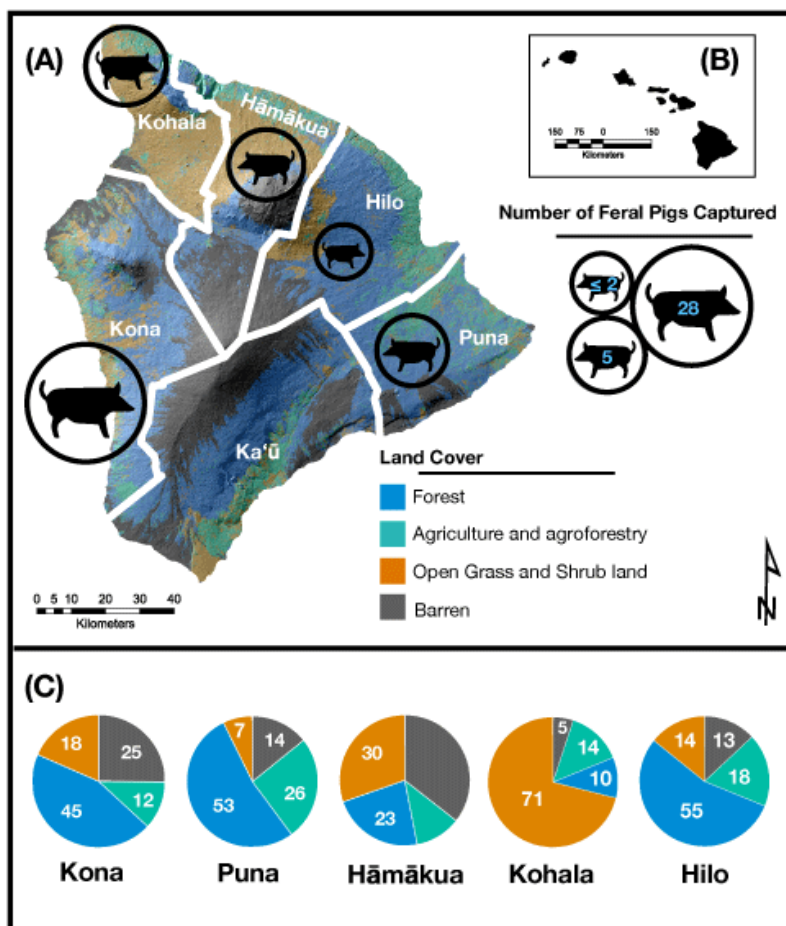 (A)
Kohala
Hāmākua
Hilo
Kona
Puna
Kaʻū
0 5 10 20 30 40
Kilometers
(B)
150 75 0 150
Kilometers
Number of Feral Pigs Captured
≤ 2
28
5
Land Cover
Forest
Agriculture and agroforestry
Open Grass and Shrub land
Barren
N
(C)
18 25 45 12
7 14 53 26
30 23
5 14 10 71
14 13 18 55
Kona Puna Hāmākua Kohala Hilo